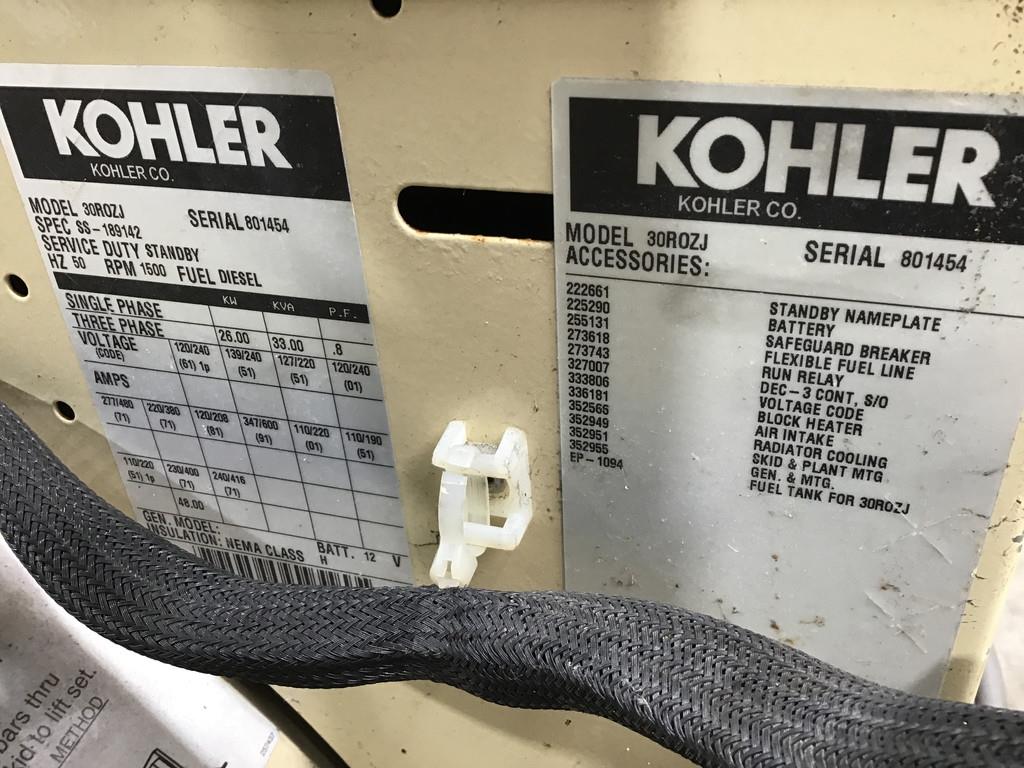 KOHLER
KOHLER CO.
MODEL 30ROZJ SERIAL 801454
SPEC SS-189142
SERVICE DUTY STANDBY
HZ 50 RPM 1500 FUEL DIESEL
KW KVA P.F.
SINGLE PHASE
THREE PHASE 26.00 33.00 .8
VOLTAGE 120/240 139/240 127/220 120/240
(CODE) (61) 1p (51) (51) (01)
AMPS
277/480 220/380 120/208 347/600 110/220 110/190
(71) (71) (81) (91) (01) (51)
110/220 230/400 240/416
(51) 1p (71) (71)
48.00
GEN. MODEL: BATT. 12 V
INSULATION: NEMA CLASS H
KOHLER
KOHLER CO.
MODEL 30ROZJ SERIAL 801454
ACCESSORIES:
222661 STANDBY NAMEPLATE
225290 BATTERY
255131 SAFEGUARD BREAKER
273618 FLEXIBLE FUEL LINE
273743 RUN RELAY
327007 DEC-3 CONT. S/O
333806 VOLTAGE CODE
336181 BLOCK HEATER
352566 AIR INTAKE
352949 RADIATOR COOLING
352951 SKID & PLANT MTG
352955 GEN. & MTG.
EP-1094 FUEL TANK FOR 30ROZJ
bars thru
kid to lift set.
METHOD